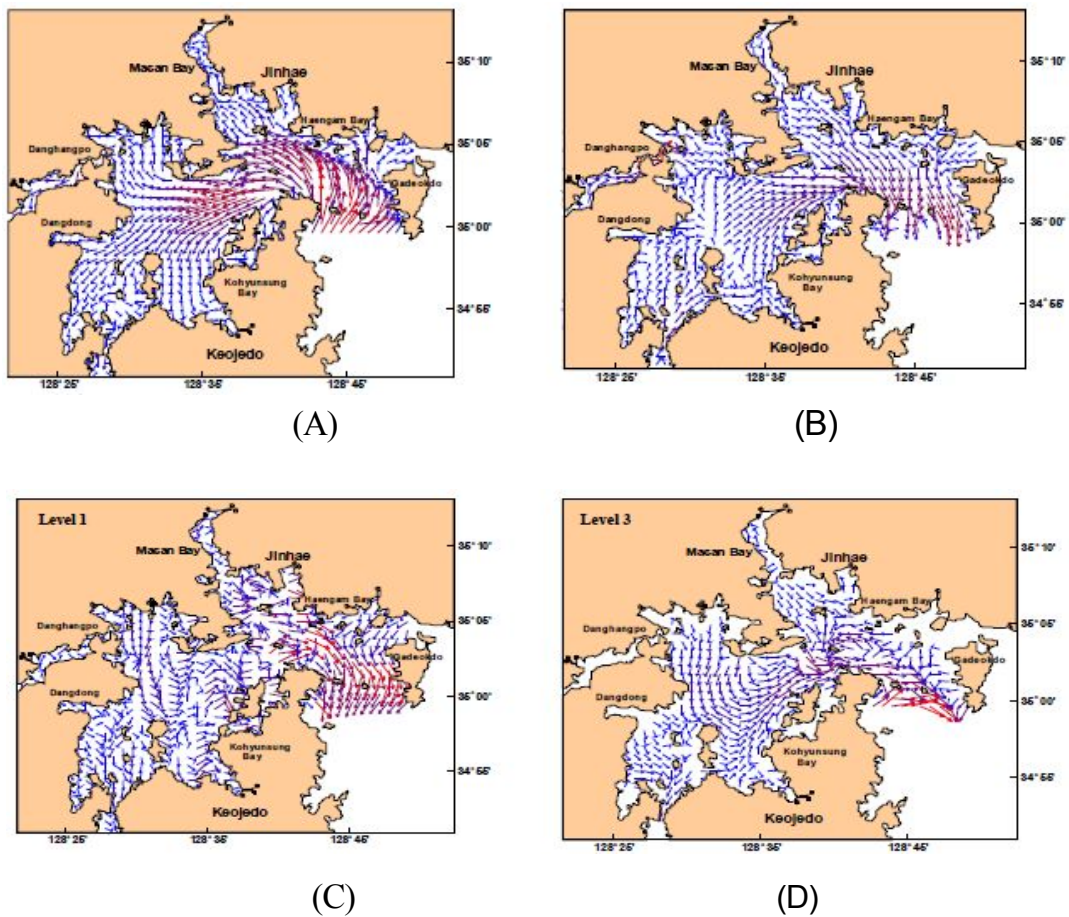 Masan Bay
Jinhae
Haengam Bay
Danghangpo
Gadeokdo
Dangdong
Kohyunsung
Bay
Keojedo
35° 10'
35° 05'
35° 00'
34° 55'
128° 25'
128° 35'
128° 45'
(A)
Masan Bay
Jinhae
Haengam Bay
Danghangpo
Gadeokdo
Dangdong
Kohyunsung
Bay
Keojedo
35° 10'
35° 05'
35° 00'
34° 55'
128° 25'
128° 35'
128° 45'
(B)
Level 1
Masan Bay
Jinhae
Haengam Bay
Danghangpo
Gadeokdo
Dangdong
Kohyunsung
Bay
Keojedo
35° 10'
35° 05'
35° 00'
34° 55'
128° 25'
128° 35'
128° 45'
(C)
Level 3
Masan Bay
Jinhae
Haengam Bay
Danghangpo
Gadeokdo
Dangdong
Kohyunsung
Bay
Keojedo
35° 10'
35° 05'
35° 00'
34° 55'
128° 25'
128° 35'
128° 45'
(D)